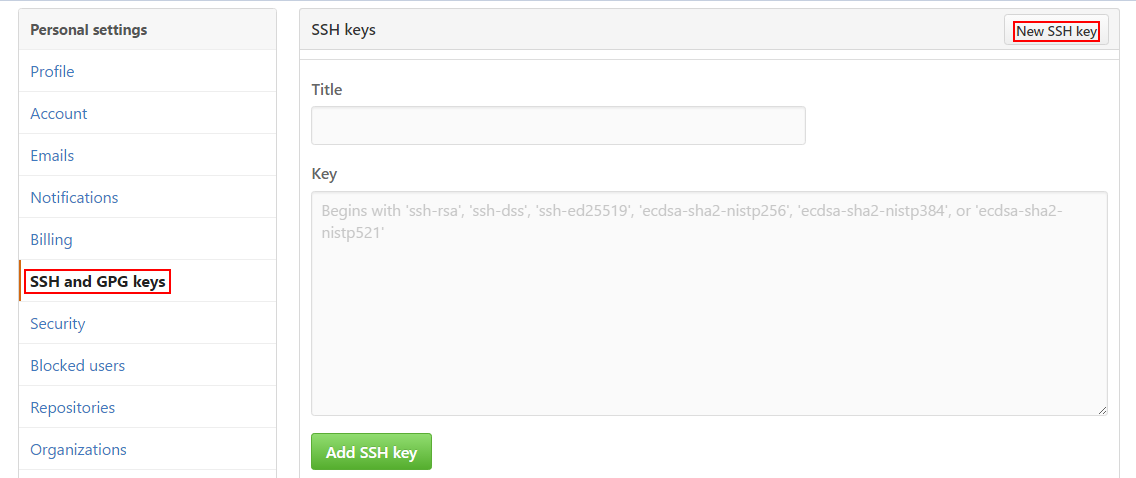 Personal settings
Profile
Account
Emails
Notifications
Billing
SSH and GPG keys
Security
Blocked users
Repositories
Organizations
SSH keys
New SSH key
Title
Key
Begins with 'ssh-rsa', 'ssh-dss', 'ssh-ed25519', 'ecdsa-sha2-nistp256', 'ecdsa-sha2-nistp384', or 'ecdsa-sha2-
nistp521'
Add SSH key